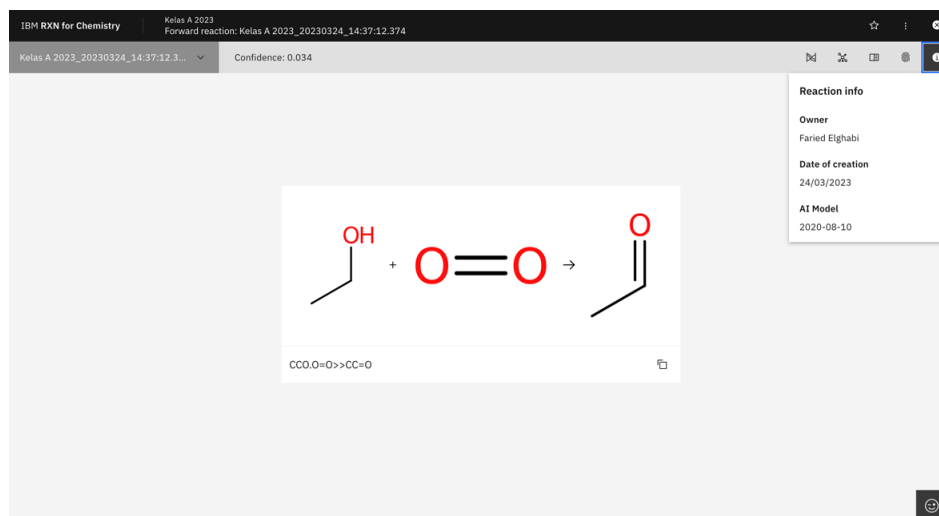 IBM RXN for Chemistry
Kelas A 2023
Forward reaction: Kelas A 2023_20230324_14:37:12.374
Kelas A 2023_20230324_14:37:12.3...
Confidence: 0.034
Reaction info
Owner
Faried Elghabi
Date of creation
24/03/2023
AI Model
2020-08-10
OH
+
O
O
→
O
CCO.O=O>>CC=O